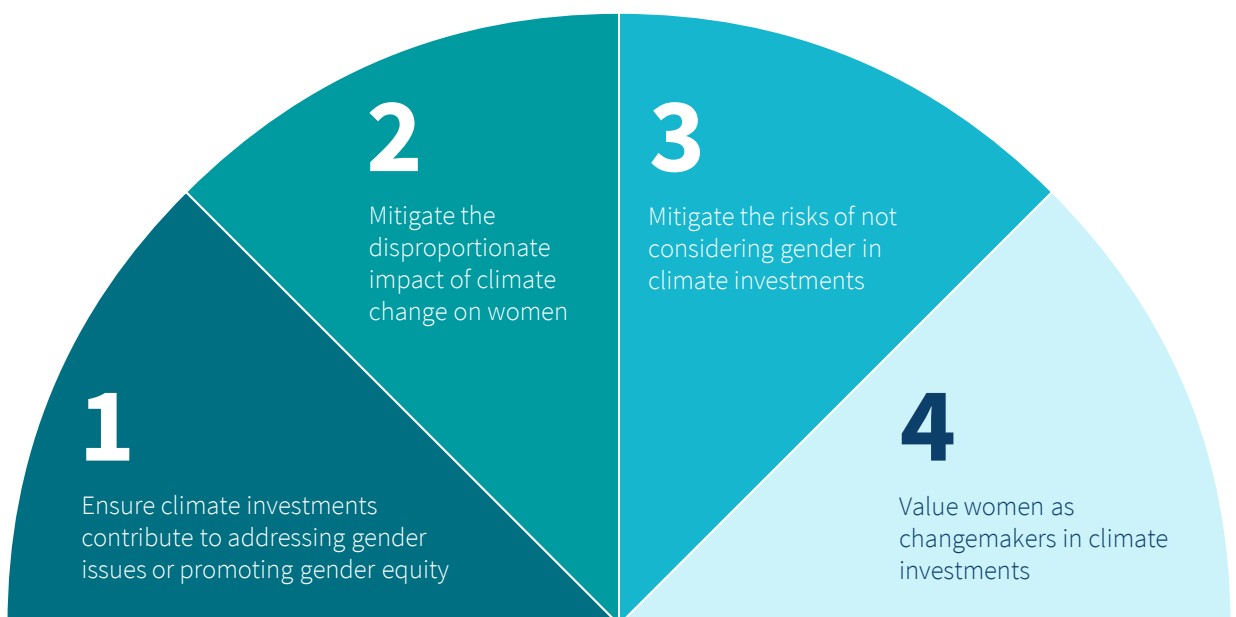 1
Ensure climate investments
contribute to addressing gender
issues or promoting gender equity
2
Mitigate the
disproportionate
impact of climate
change on women
3
Mitigate the risks of not
considering gender in
climate investments
4
Value women as
changemakers in climate
investments